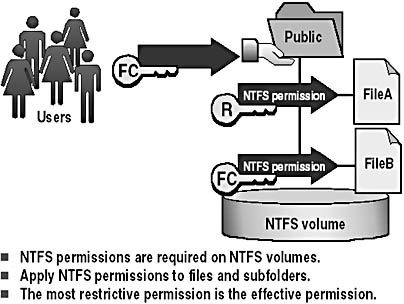 Public
FC
Users
R
NTFS permission
FileA
FC
NTFS permission
FileB
NTFS volume
NTFS permissions are required on NTFS volumes.
Apply NTFS permissions to files and subfolders.
The most restrictive permission is the effective permission.